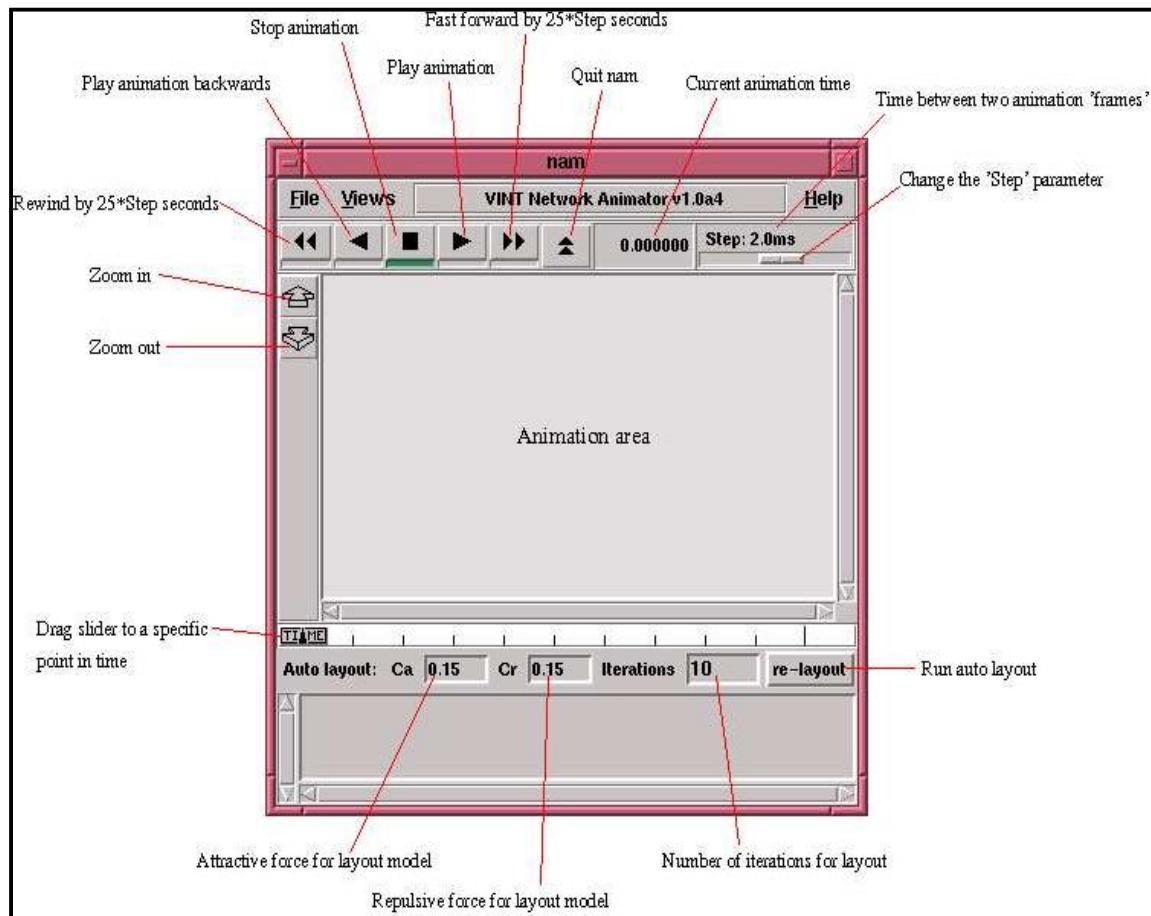 Fast forward by 25*Step seconds
Stop animation
Play animation
Quit nam
Play animation backwards
Current animation time
Time between two animation 'frames'
Change the 'Step' parameter
Rewind by 25*Step seconds
nam
File Views VINT Network Animator v1.0a4 Help
0.000000 Step: 2.0ms
Zoom in
Zoom out
Animation area
Drag slider to a specific
point in time
TIME
Auto layout: Ca 0.15 Cr 0.15 Iterations 10 re-layout
Run auto layout
Attractive force for layout model
Number of iterations for layout
Repulsive force for layout model